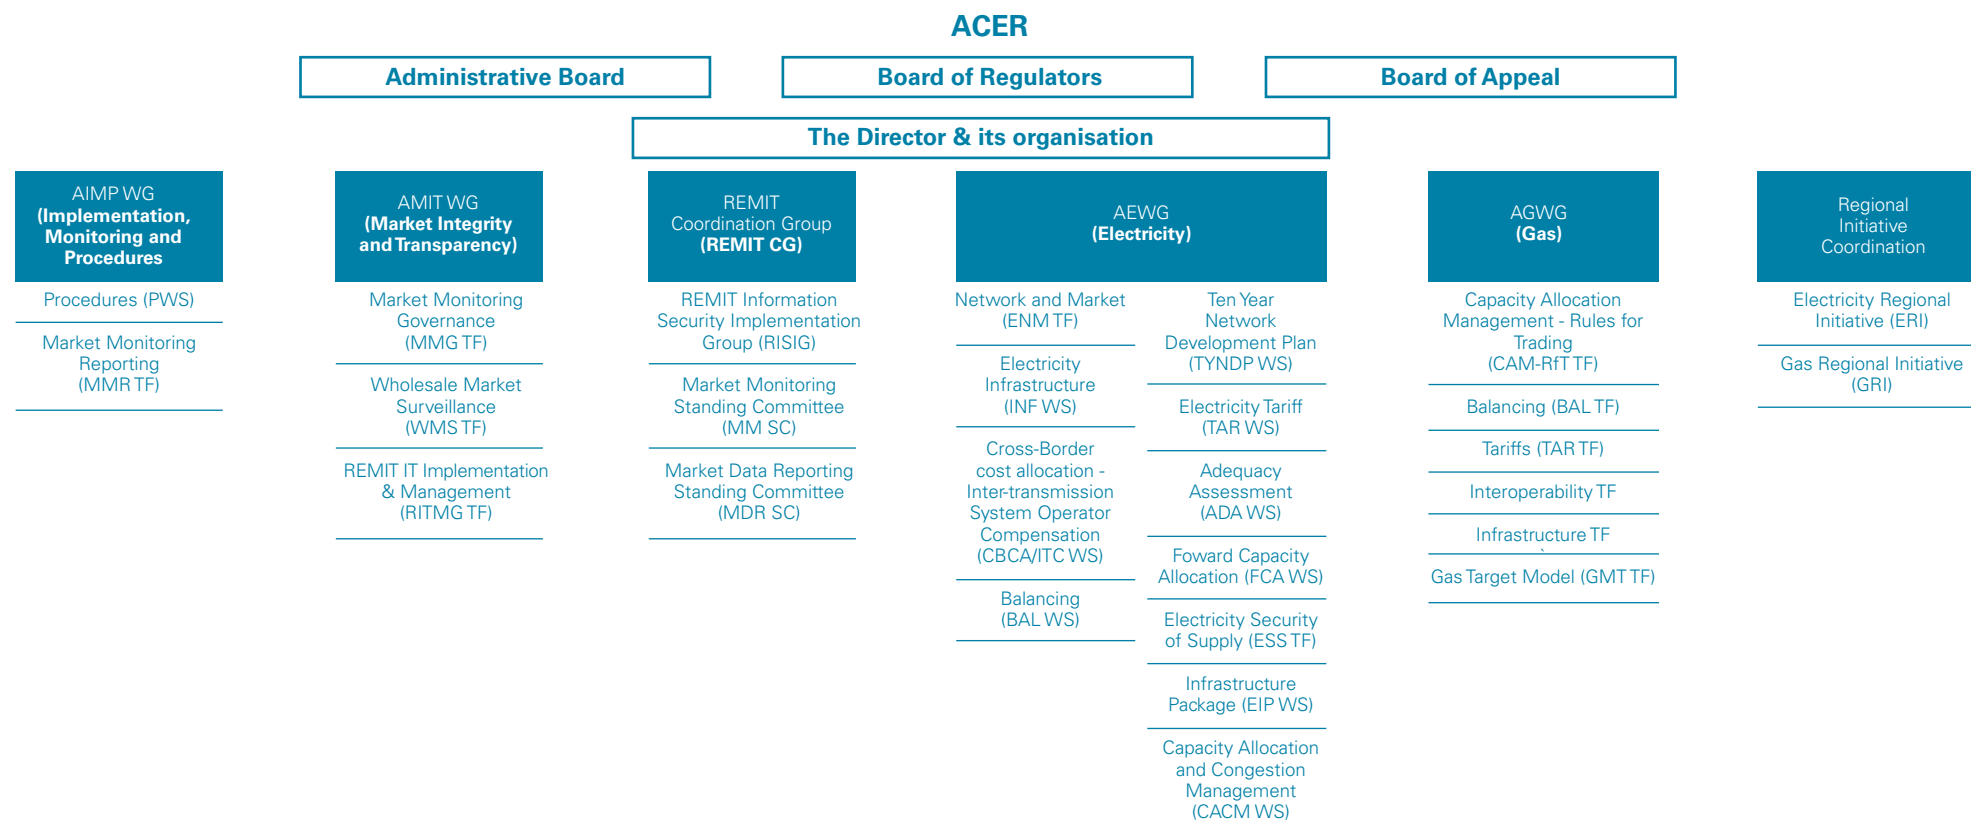 ACER
Administrative Board
Board of Regulators
Board of Appeal
The Director & its organisation
AIMP WG
(Implementation,
Monitoring and
Procedures
Procedures (PWS)
Market Monitoring
Reporting
(MMR TF)
AMIT WG
(Market Integrity
and Transparency)
Market Monitoring
Governance
(MMG TF)
Wholesale Market
Surveillance
(WMS TF)
REMIT IT Implementation
& Management
(RITMG TF)
REMIT
Coordination Group
(REMIT CG)
REMIT Information
Security Implementation
Group (RISIG)
Market Monitoring
Standing Committee
(MM SC)
Market Data Reporting
Standing Committee
(MDR SC)
AEWG
(Electricity)
Network and Market
(ENM TF)
Electricity
Infrastructure
(INF WS)
Cross-Border
cost allocation -
Inter-transmission
System Operator
Compensation
(CBCA/ITC WS)
Balancing
(BAL WS)
Ten Year
Network
Development Plan
(TYNDP WS)
Electricity Tariff
(TAR WS)
Adequacy
Assessment
(ADA WS)
Foward Capacity
Allocation (FCA WS)
Electricity Security
of Supply (ESS TF)
Infrastructure
Package (EIP WS)
Capacity Allocation
and Congestion
Management
(CACM WS)
AGWG
(Gas)
Capacity Allocation
Management - Rules for
Trading
(CAM-RfT TF)
Balancing (BAL TF)
Tariffs (TAR TF)
Interoperability TF
Infrastructure TF
`
Gas Target Model (GMT TF)
Regional
Initiative
Coordination
Electricity Regional
Initiative (ERI)
Gas Regional Initiative
(GRI)